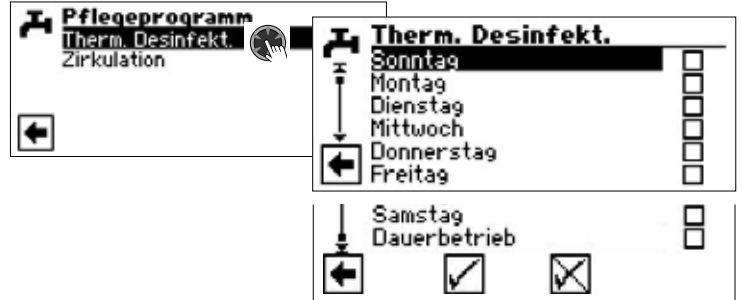 Pflegeprogramm
Therm. Desinfekt.
Zirkulation
Therm. Desinfekt.
Sonntag
Montag
Dienstag
Mittwoch
Donnerstag
Freitag
Samstag
Dauerbetrieb